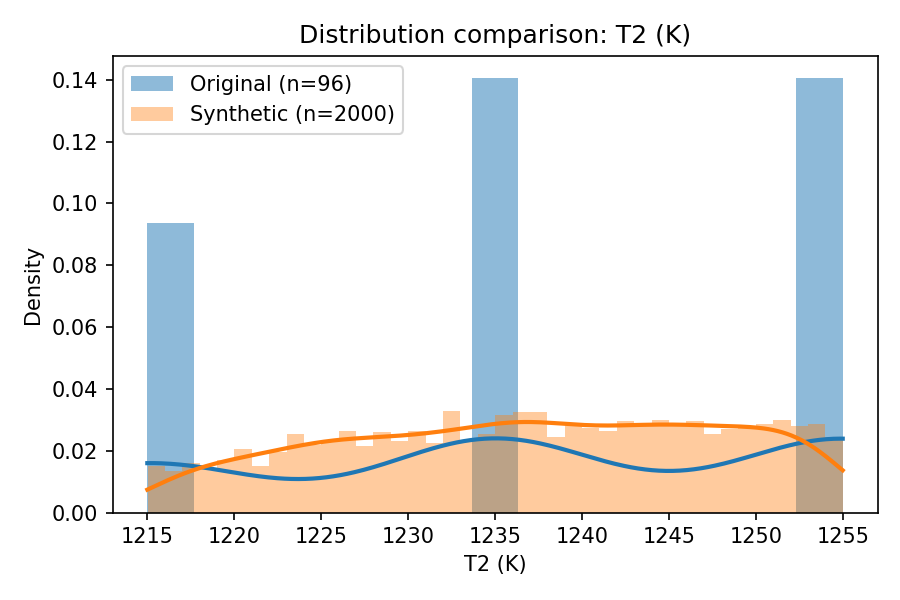 Distribution comparison: T2 (K)
Original (n=96)
Synthetic (n=2000)
Density
0.14
0.12
0.10
0.08
0.06
0.04
0.02
0.00
1215 1220 1225 1230 1235 1240 1245 1250 1255
T2 (K)